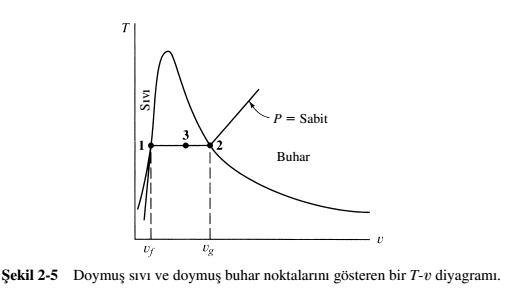 T
Sıvı
P = Sabit
1
3
2
Buhar
v
v_f
v_g
Şekil 2-5 Doymuş sıvı ve doymuş buhar noktalarını gösteren bir T-v diyagramı.